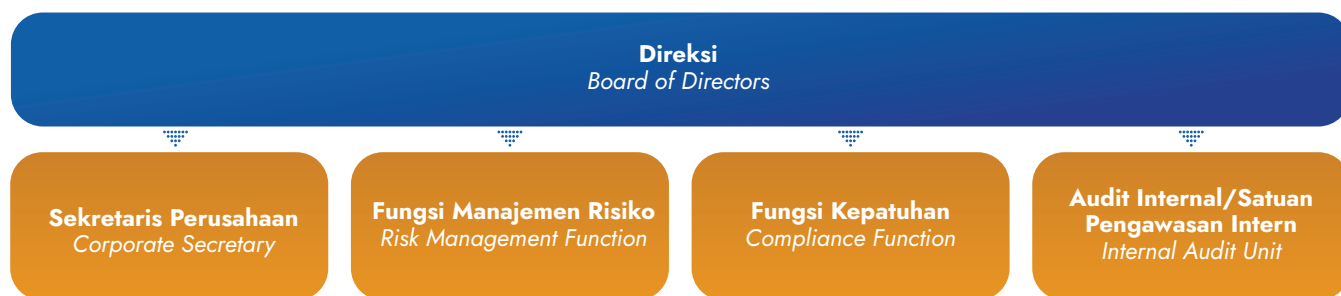 Direksi
Board of Directors
Sekretaris Perusahaan
Corporate Secretary
Fungsi Manajemen Risiko
Risk Management Function
Fungsi Kepatuhan
Compliance Function
Audit Internal/Satuan
Pengawasan Intern
Internal Audit Unit